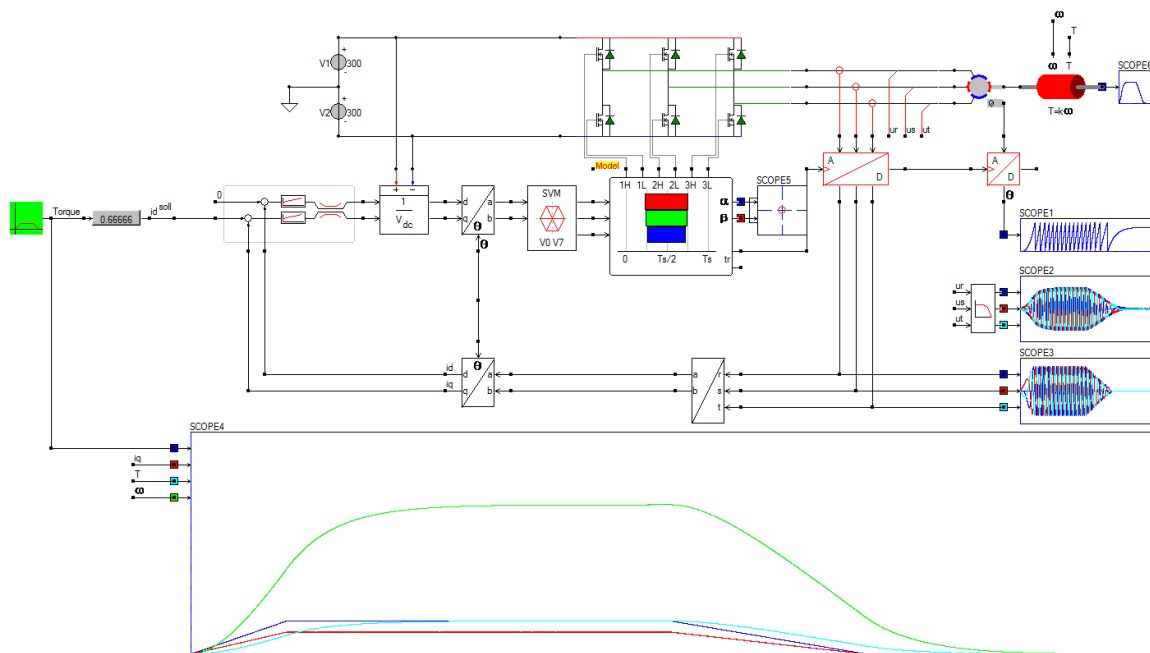 ω
T
V1
+
300
-
V2
+
300
-
ω
T
SCOPE6
θ
T=kω
ur us ut
Model
1H 1L 2H 2L 3H 3L
SCOPE5
A
D
A
D
θ
0
Torque
0.66666
id soll
+ −
1
Vdc
d a
q b
θ
θ
SVM
V0 V7
α
β
0 Ts/2 Ts
tr
SCOPE1
SCOPE2
ur
us
ut
SCOPE3
id
iq
θ
d a
q b
a r
b s
t
SCOPE4
iq
T
ω